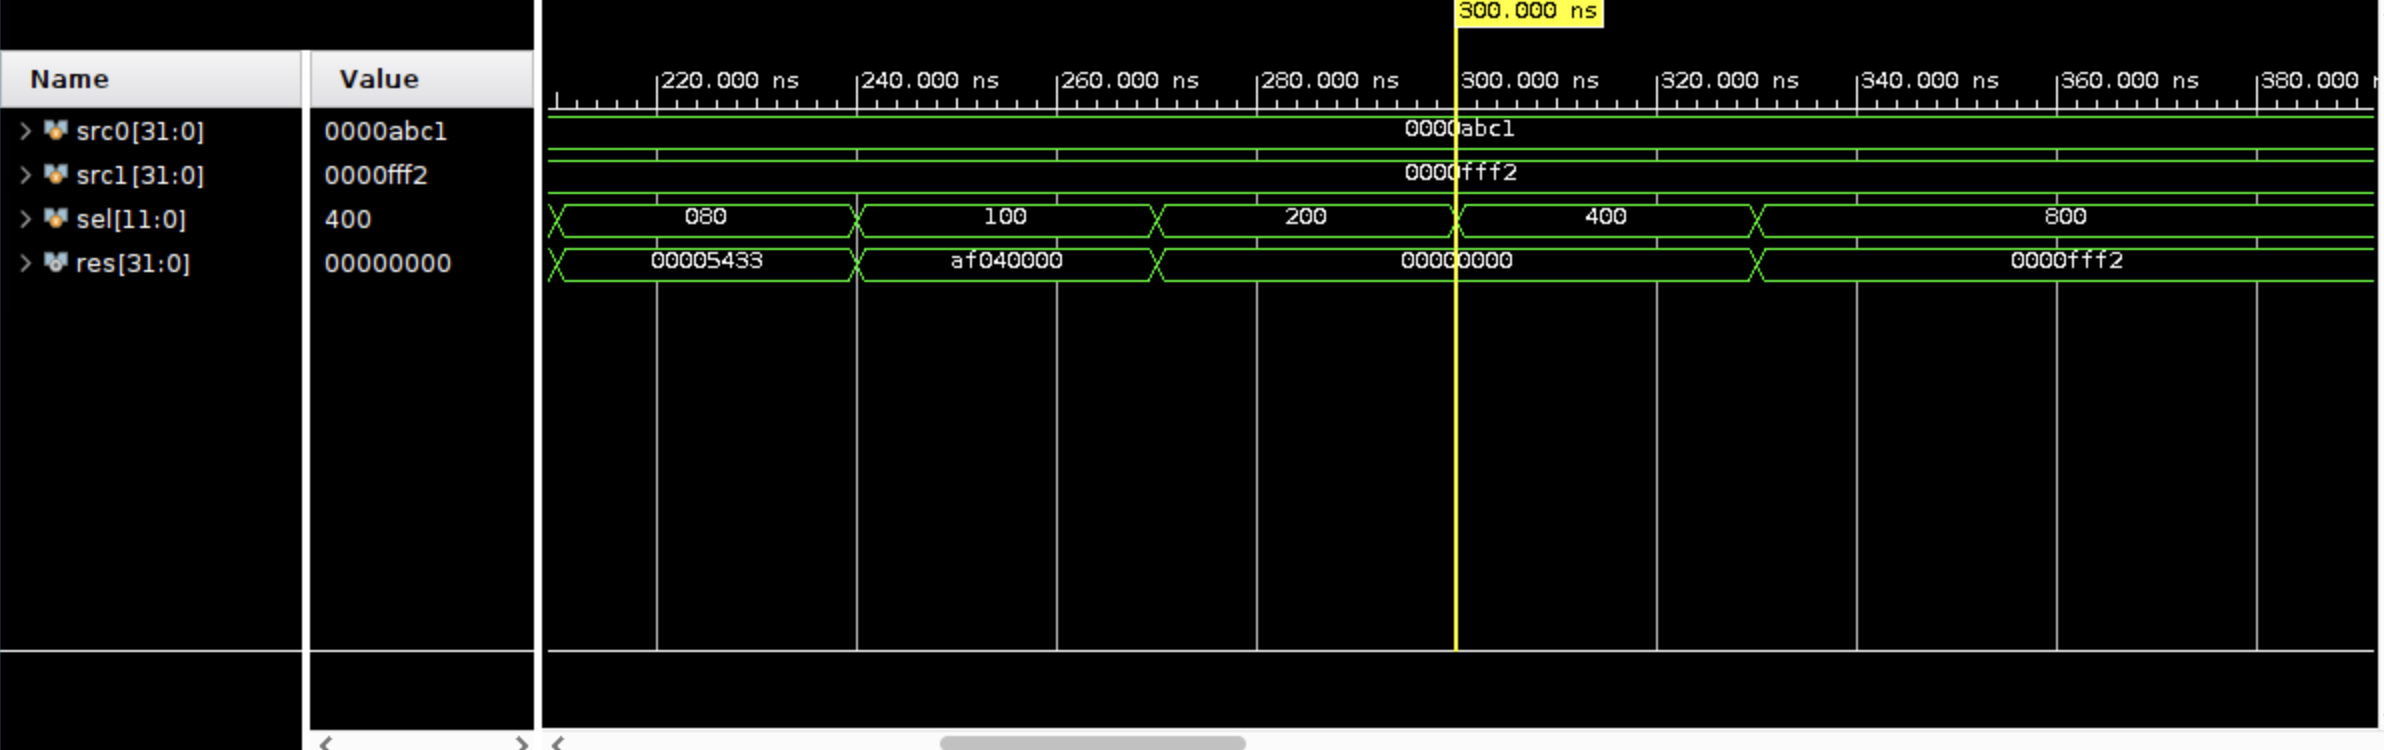 300.000 ns
Name Value
220.000 ns 240.000 ns 260.000 ns 280.000 ns 300.000 ns 320.000 ns 340.000 ns 360.000 ns 380.000
src0[31:0] 0000abc1 0000abc1
src1[31:0] 0000fff2 0000fff2
sel[11:0] 400 080 100 200 400 800
res[31:0] 00000000 00005433 af040000 00000000 0000fff2